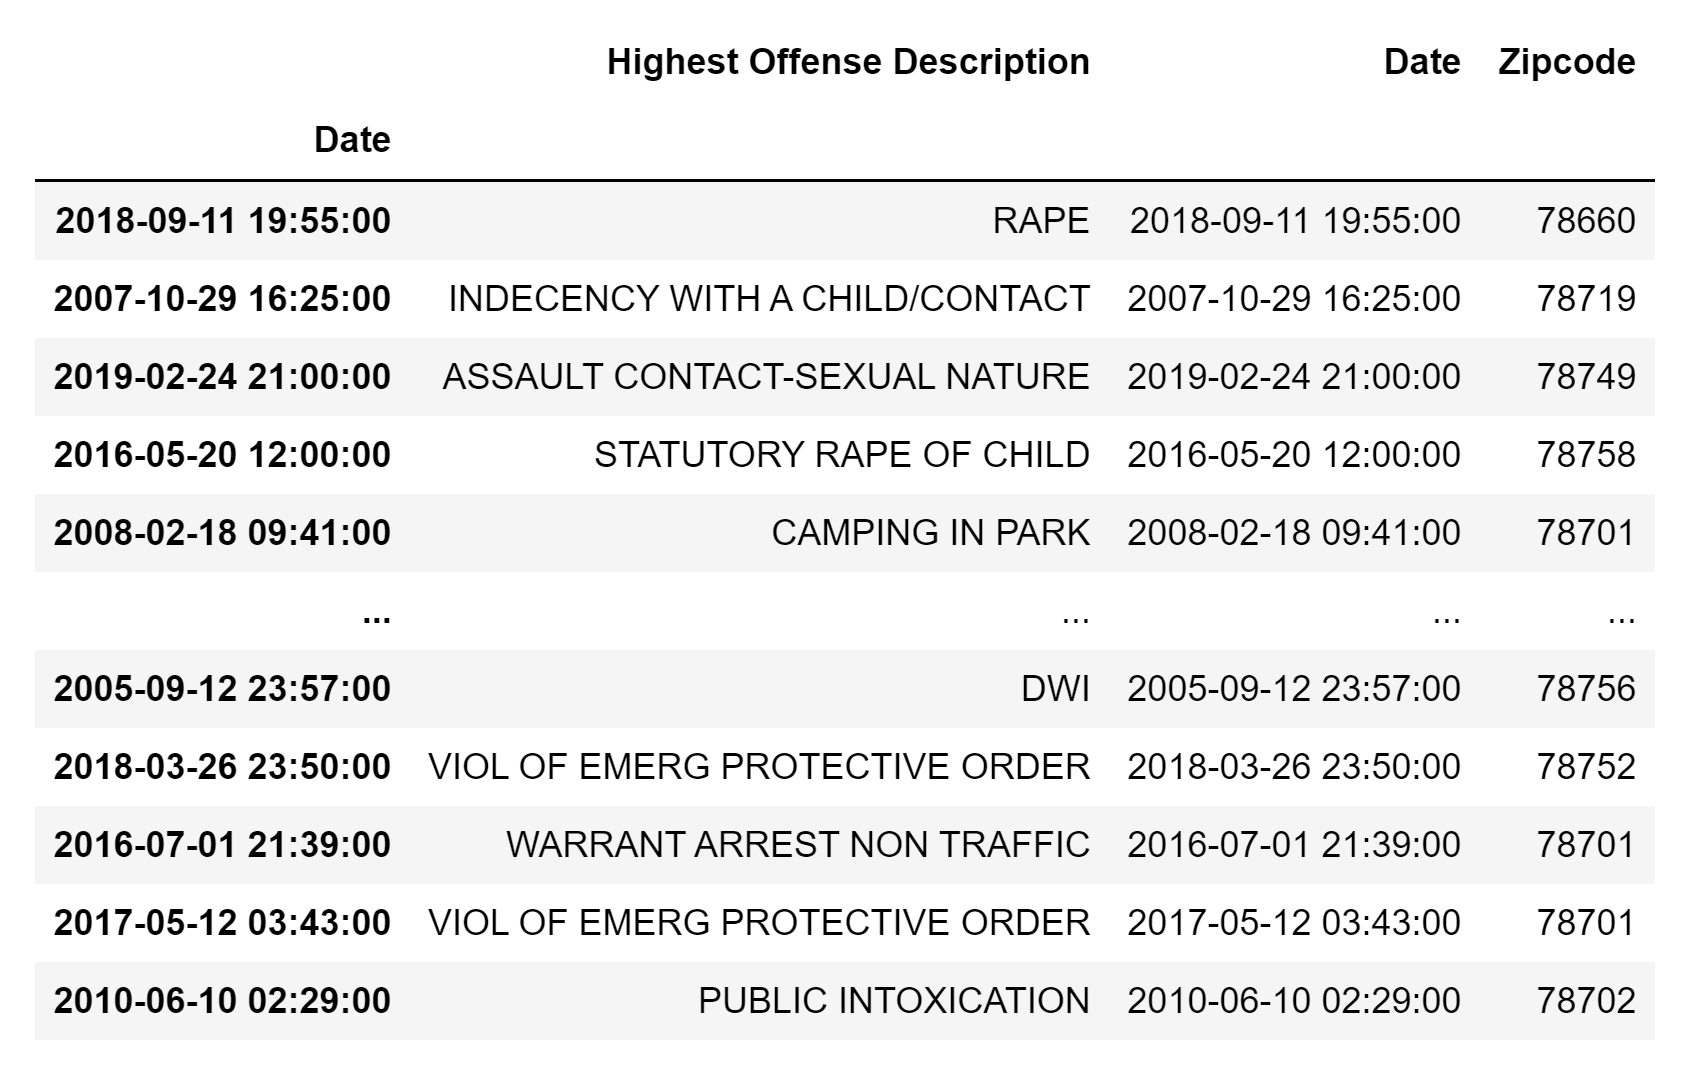 Highest Offense Description Date Zipcode
Date
2018-09-11 19:55:00 RAPE 2018-09-11 19:55:00 78660
2007-10-29 16:25:00 INDECENCY WITH A CHILD/CONTACT 2007-10-29 16:25:00 78719
2019-02-24 21:00:00 ASSAULT CONTACT-SEXUAL NATURE 2019-02-24 21:00:00 78749
2016-05-20 12:00:00 STATUTORY RAPE OF CHILD 2016-05-20 12:00:00 78758
2008-02-18 09:41:00 CAMPING IN PARK 2008-02-18 09:41:00 78701
... ... ... ...
2005-09-12 23:57:00 DWI 2005-09-12 23:57:00 78756
2018-03-26 23:50:00 VIOL OF EMERG PROTECTIVE ORDER 2018-03-26 23:50:00 78752
2016-07-01 21:39:00 WARRANT ARREST NON TRAFFIC 2016-07-01 21:39:00 78701
2017-05-12 03:43:00 VIOL OF EMERG PROTECTIVE ORDER 2017-05-12 03:43:00 78701
2010-06-10 02:29:00 PUBLIC INTOXICATION 2010-06-10 02:29:00 78702